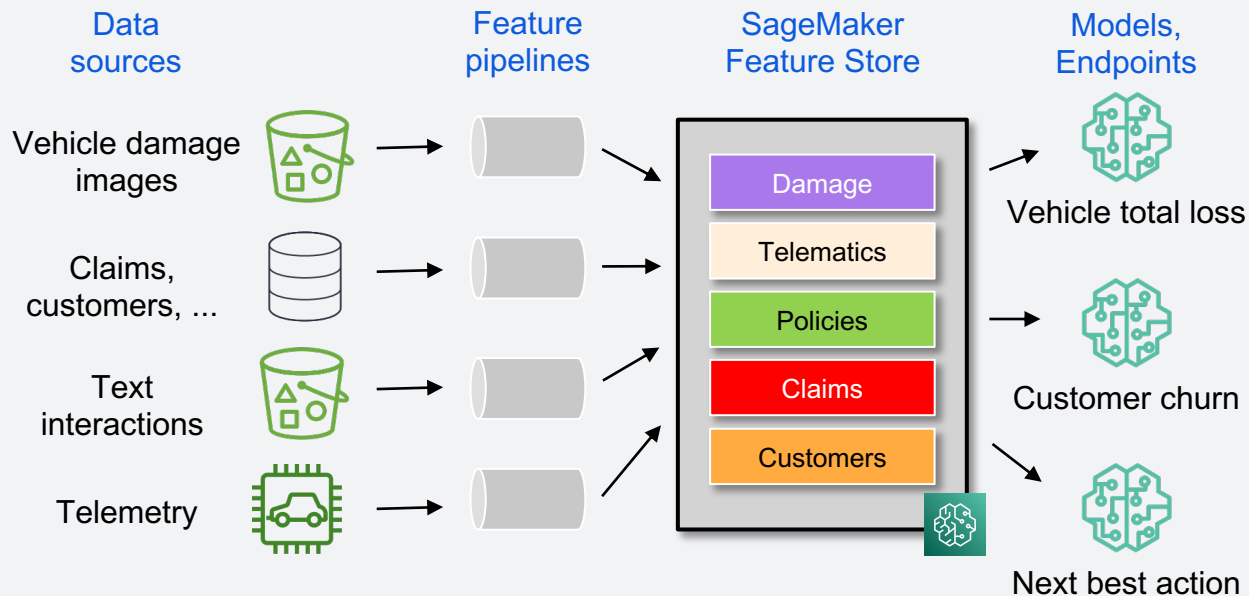 Data
sources
Feature
pipelines
SageMaker
Feature Store
Models,
Endpoints
Vehicle damage
images
Claims,
customers, ...
Text
interactions
Telemetry
Damage
Telematics
Policies
Claims
Customers
Vehicle total loss
Customer churn
Next best action